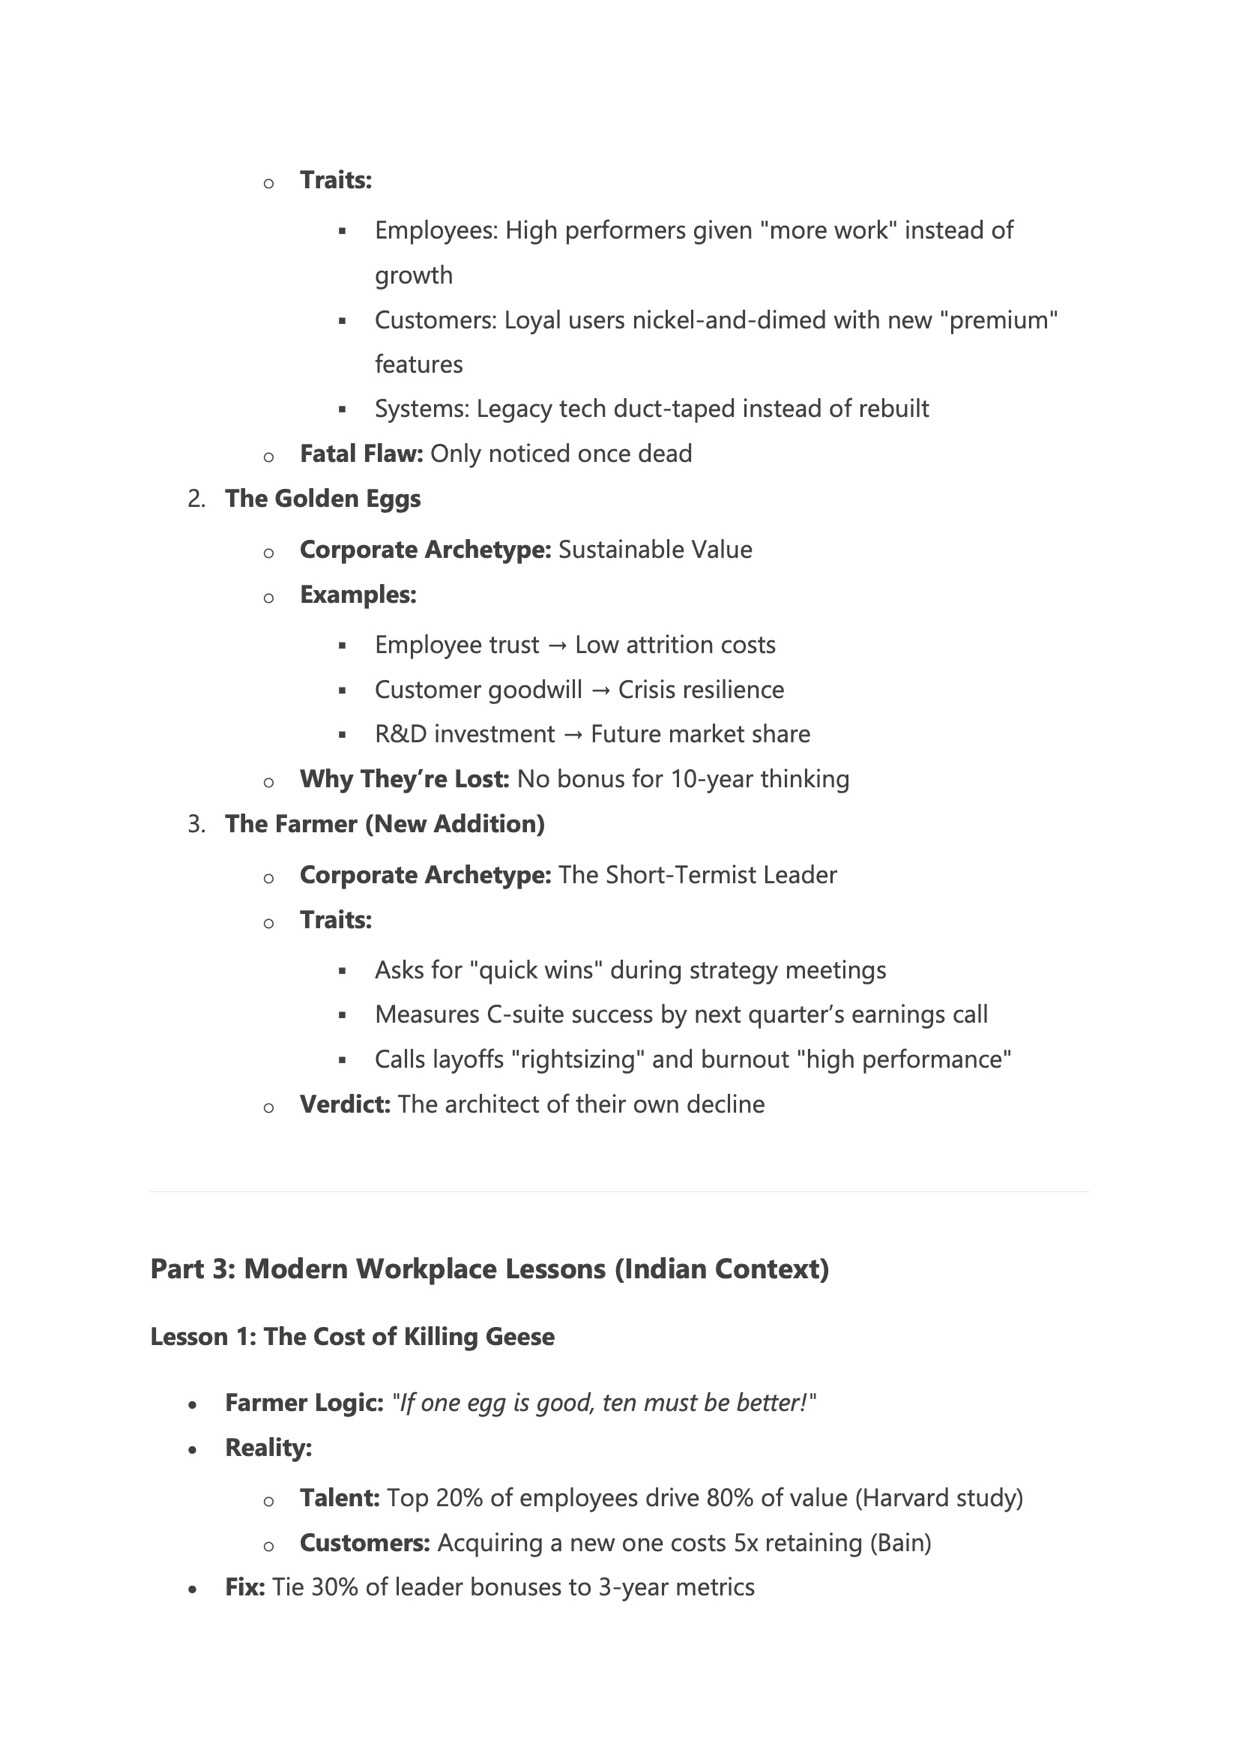 ○ Traits:
▪ Employees: High performers given "more work" instead of
growth
▪ Customers: Loyal users nickel-and-dimed with new "premium"
features
▪ Systems: Legacy tech duct-taped instead of rebuilt
○ Fatal Flaw: Only noticed once dead
2. The Golden Eggs
○ Corporate Archetype: Sustainable Value
○ Examples:
▪ Employee trust → Low attrition costs
▪ Customer goodwill → Crisis resilience
▪ R&D investment → Future market share
○ Why They’re Lost: No bonus for 10-year thinking
3. The Farmer (New Addition)
○ Corporate Archetype: The Short-Termist Leader
○ Traits:
▪ Asks for "quick wins" during strategy meetings
▪ Measures C-suite success by next quarter’s earnings call
▪ Calls layoffs "rightsizing" and burnout "high performance"
○ Verdict: The architect of their own decline
Part 3: Modern Workplace Lessons (Indian Context)
Lesson 1: The Cost of Killing Geese
• Farmer Logic: "If one egg is good, ten must be better!"
• Reality:
○ Talent: Top 20% of employees drive 80% of value (Harvard study)
○ Customers: Acquiring a new one costs 5x retaining (Bain)
• Fix: Tie 30% of leader bonuses to 3-year metrics